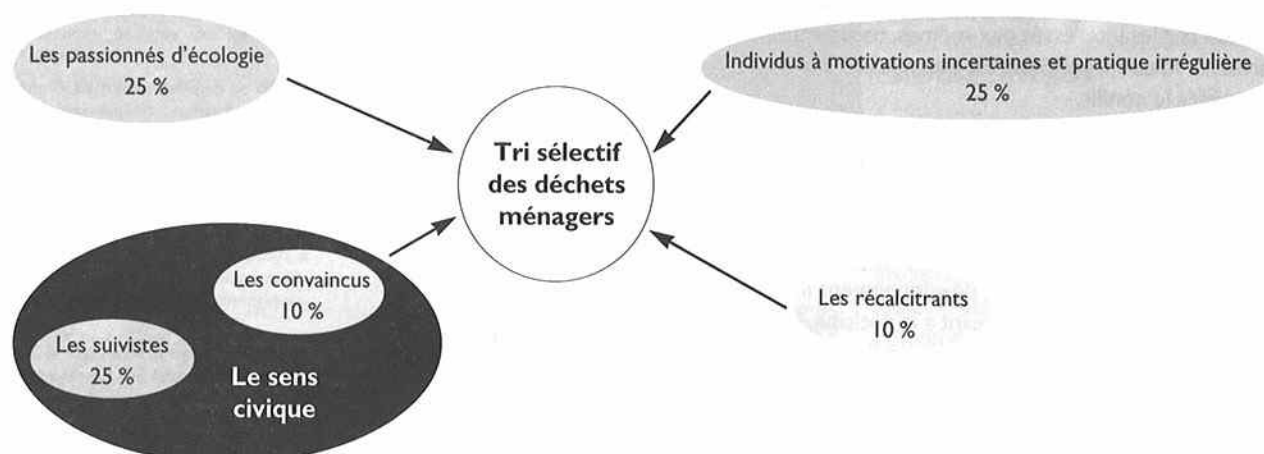 Les passionnés d'écologie
25 %
Individus à motivations incertaines et pratique irrégulière
25 %
Tri sélectif
des déchets
ménagers
Les convaincus
10 %
Les suivistes
25 %
Le sens
civique
Les récalcitrants
10 %